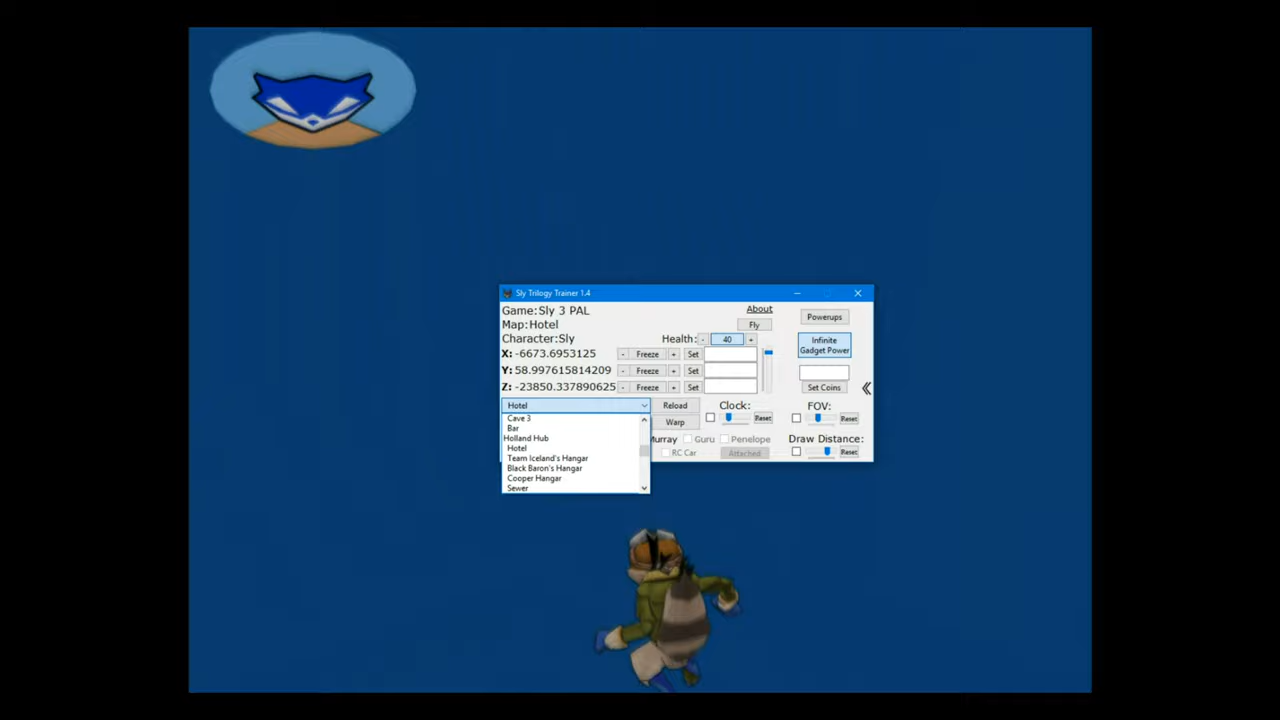 Sly Trilogy Trainer 1.4
Game:Sly 3 PAL
About
Map:Hotel
Fly
Powerups
Character:Sly
Health: - 40 +
Infinite
Gadget Power
X: -6673.6953125 - Freeze + Set
Y: 58.997615814209 - Freeze + Set
Z: -23850.337890625 - Freeze + Set
Set Coins
Hotel
Reload
Clock:
FOV:
Cave 3
Warp
Reset
Reset
Bar
Holland Hub
Murray Guru Penelope
Draw Distance:
Hotel
RC Car
Attached
Reset
Team Iceland's Hangar
Black Baron's Hangar
Cooper Hangar
Sewer